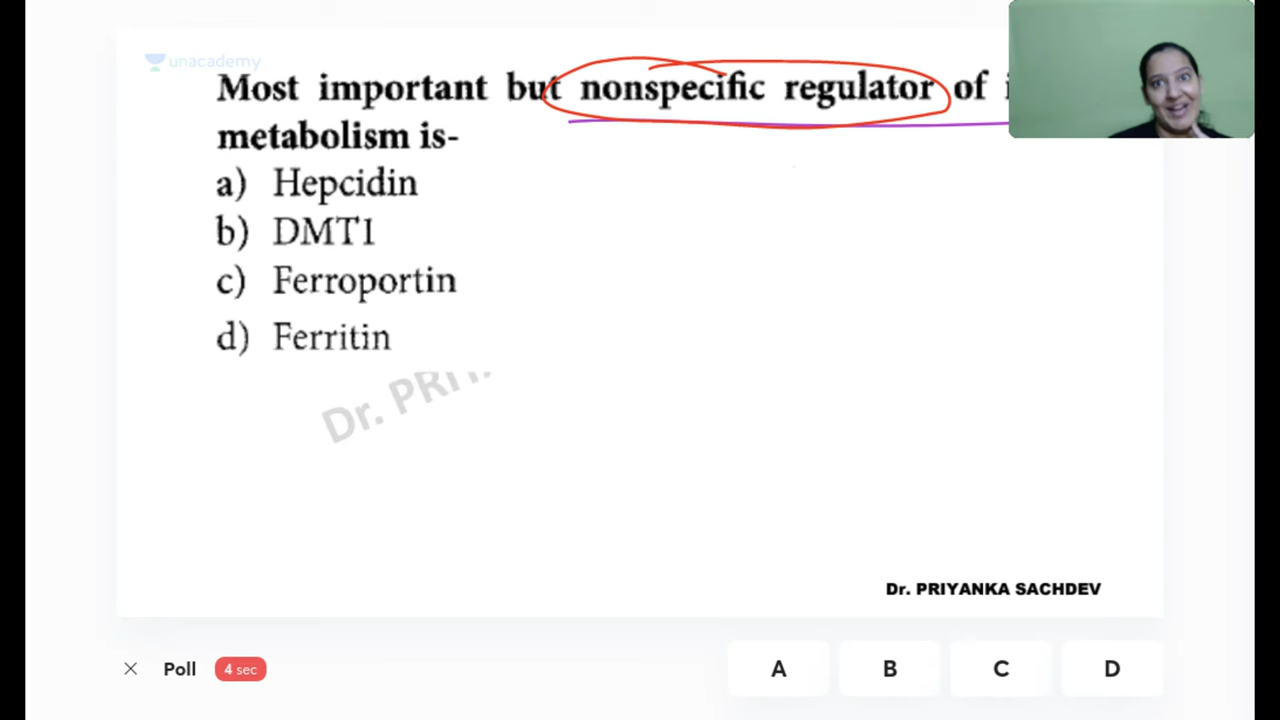 unacademy
Most important but nonspecific regulator of
metabolism is-
a) Hepcidin
b) DMT1
c) Ferroportin
d) Ferritin
Dr.
Dr. PRIYANKA SACHDEV
Poll
4 sec
A
B
C
D